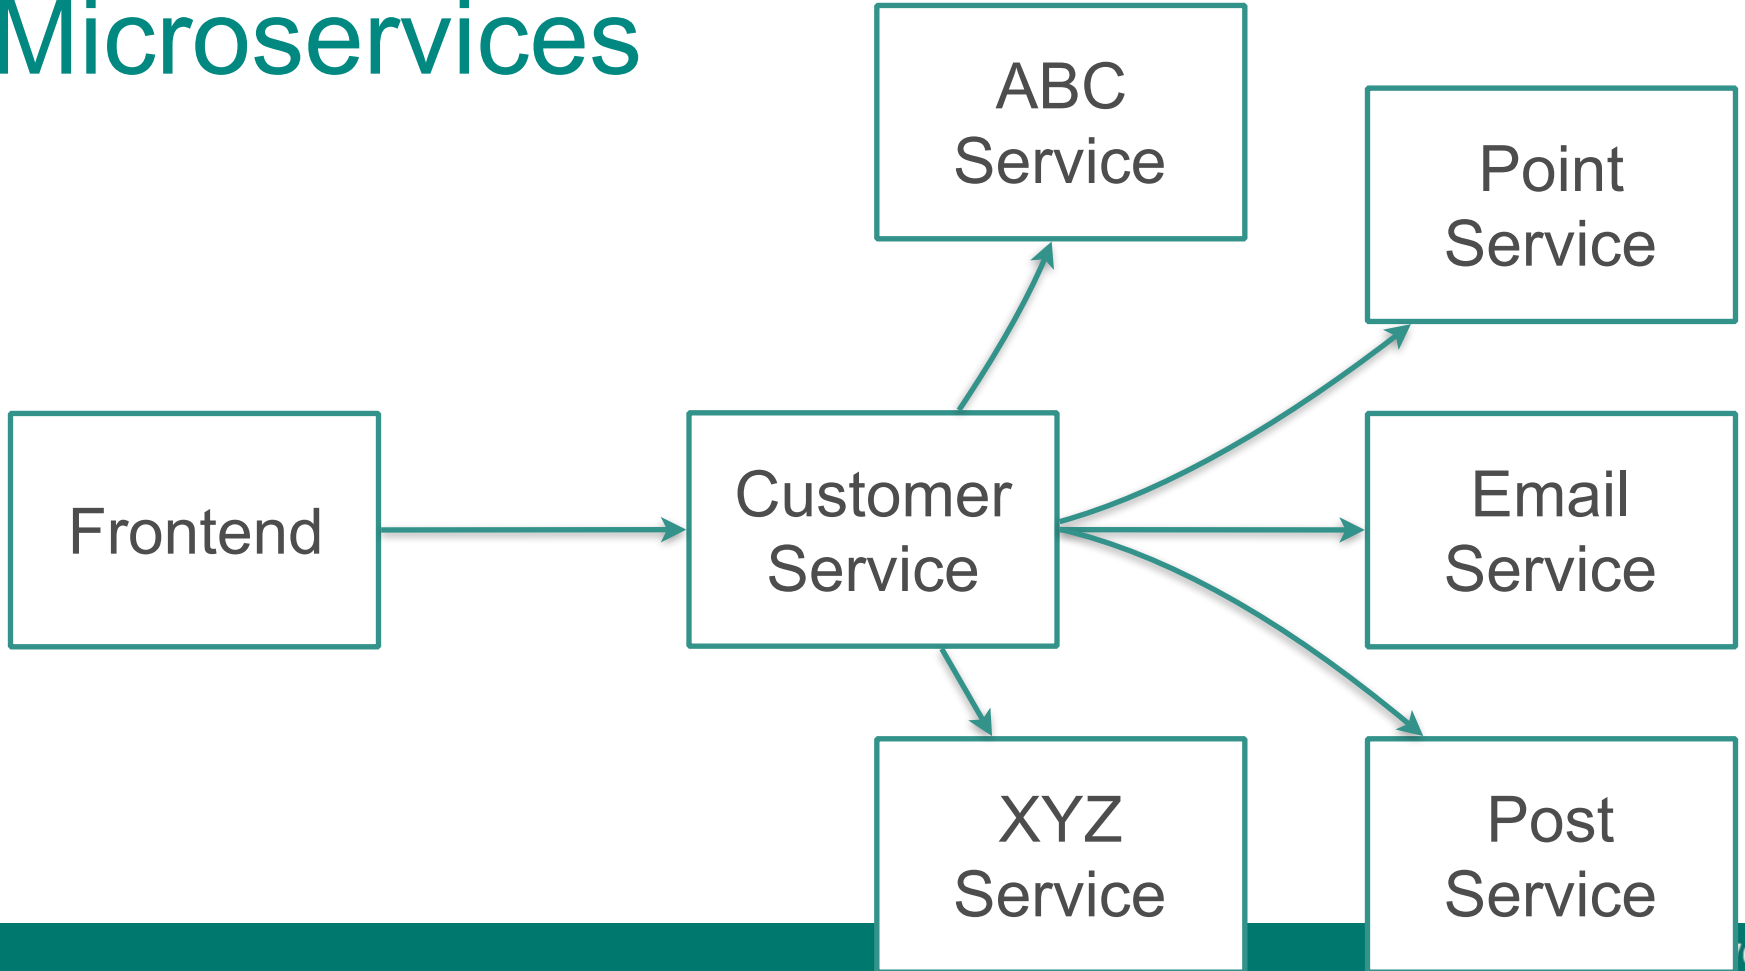 Microservices
ABC
Service
Point
Service
Frontend
Customer
Service
Email
Service
XYZ
Service
Post
Service